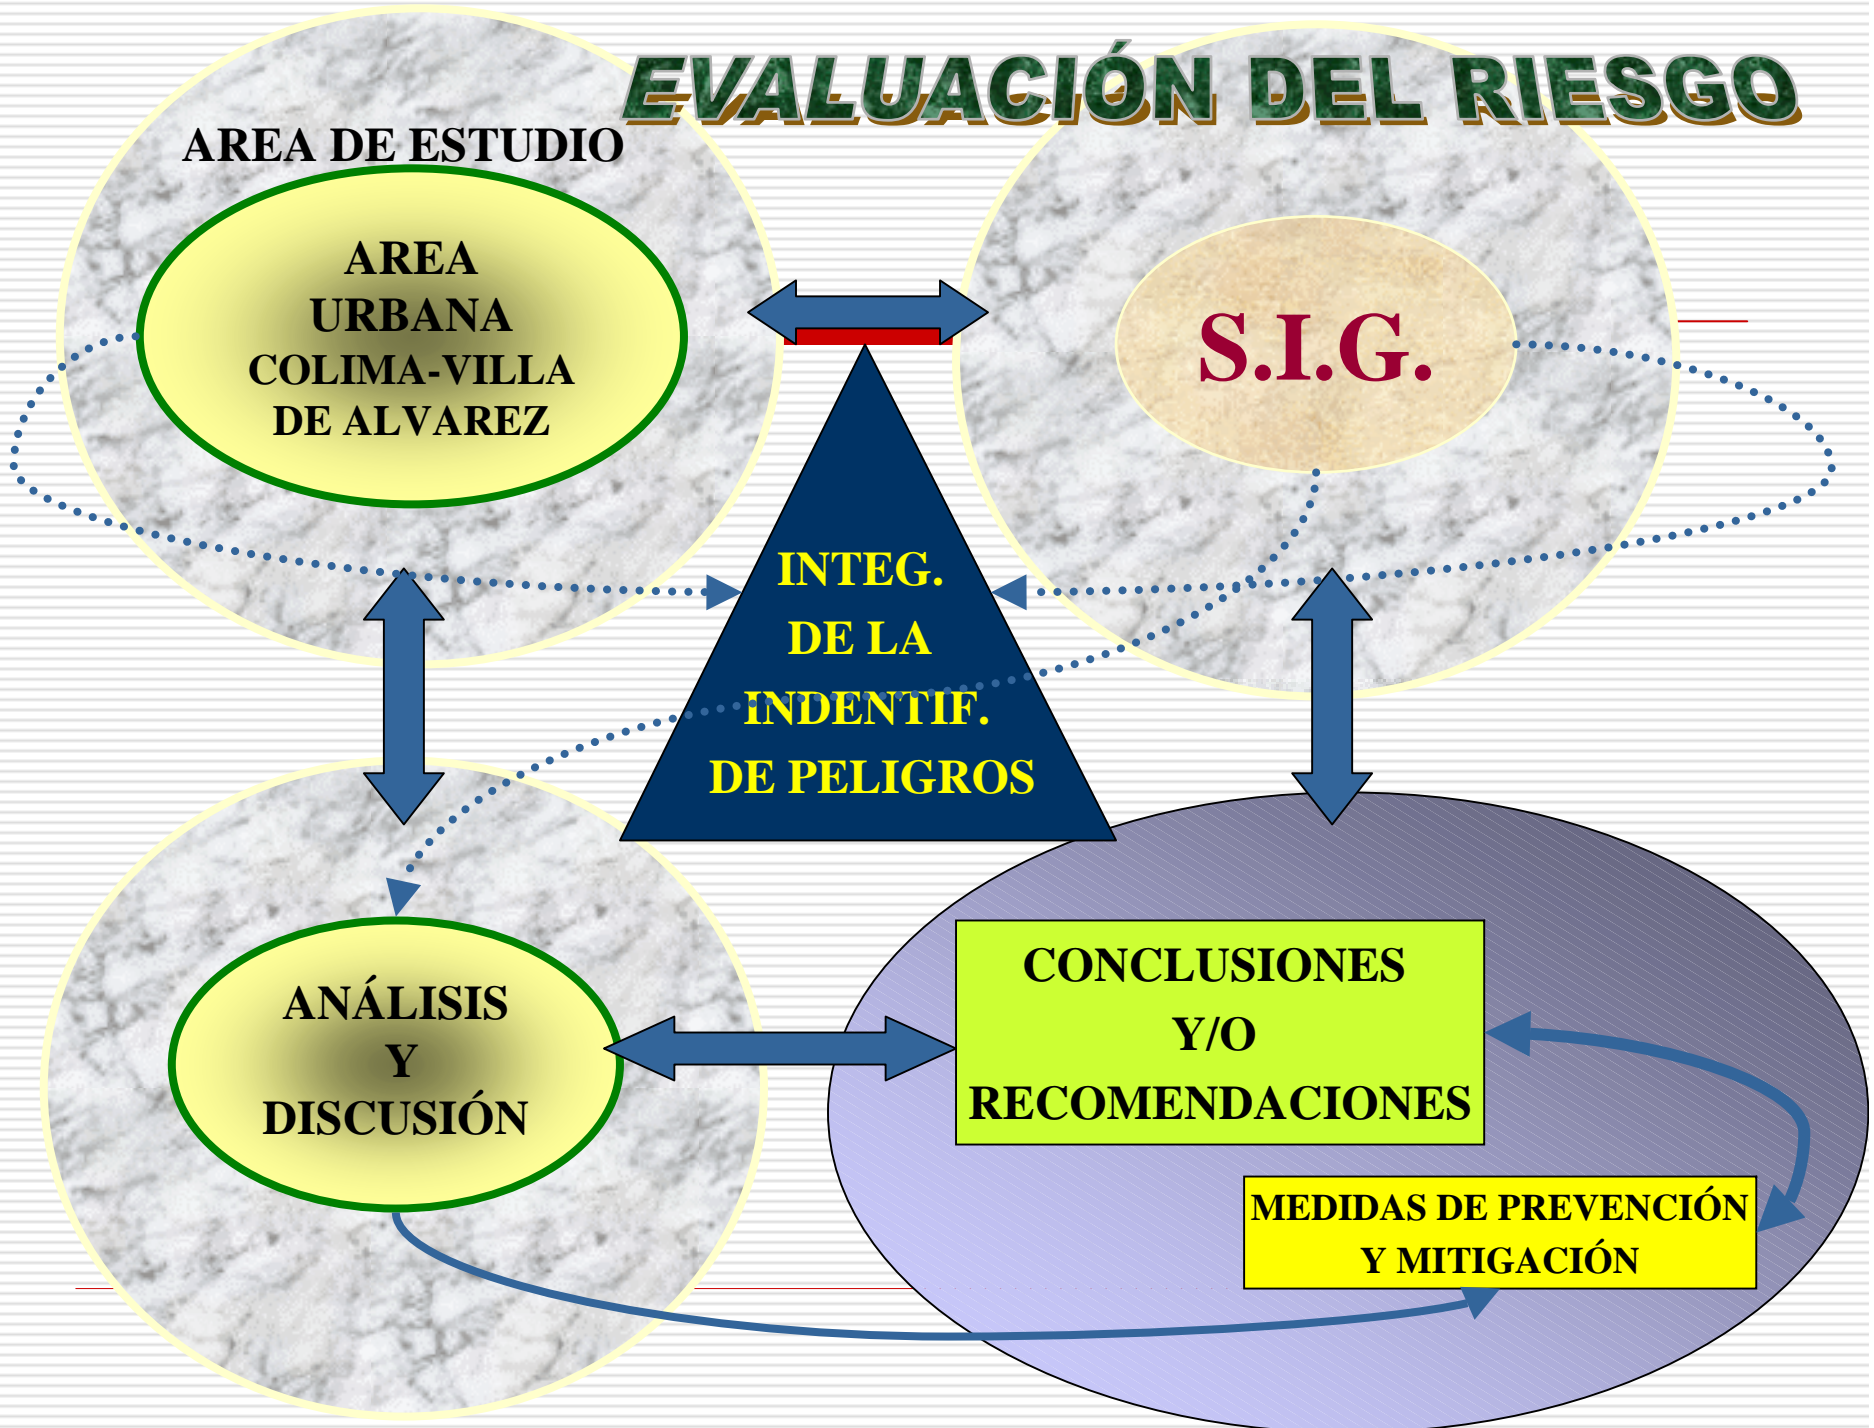 EVALUACIÓN DEL RIESGO
AREA DE ESTUDIO
AREA
URBANA
COLIMA-VILLA
DE ALVAREZ
S.I.G.
INTEG.
DE LA
INDENTIF.
DE PELIGROS
ANÁLISIS
Y
DISCUSIÓN
CONCLUSIONES
Y/O
RECOMENDACIONES
MEDIDAS DE PREVENCIÓN
Y MITIGACIÓN